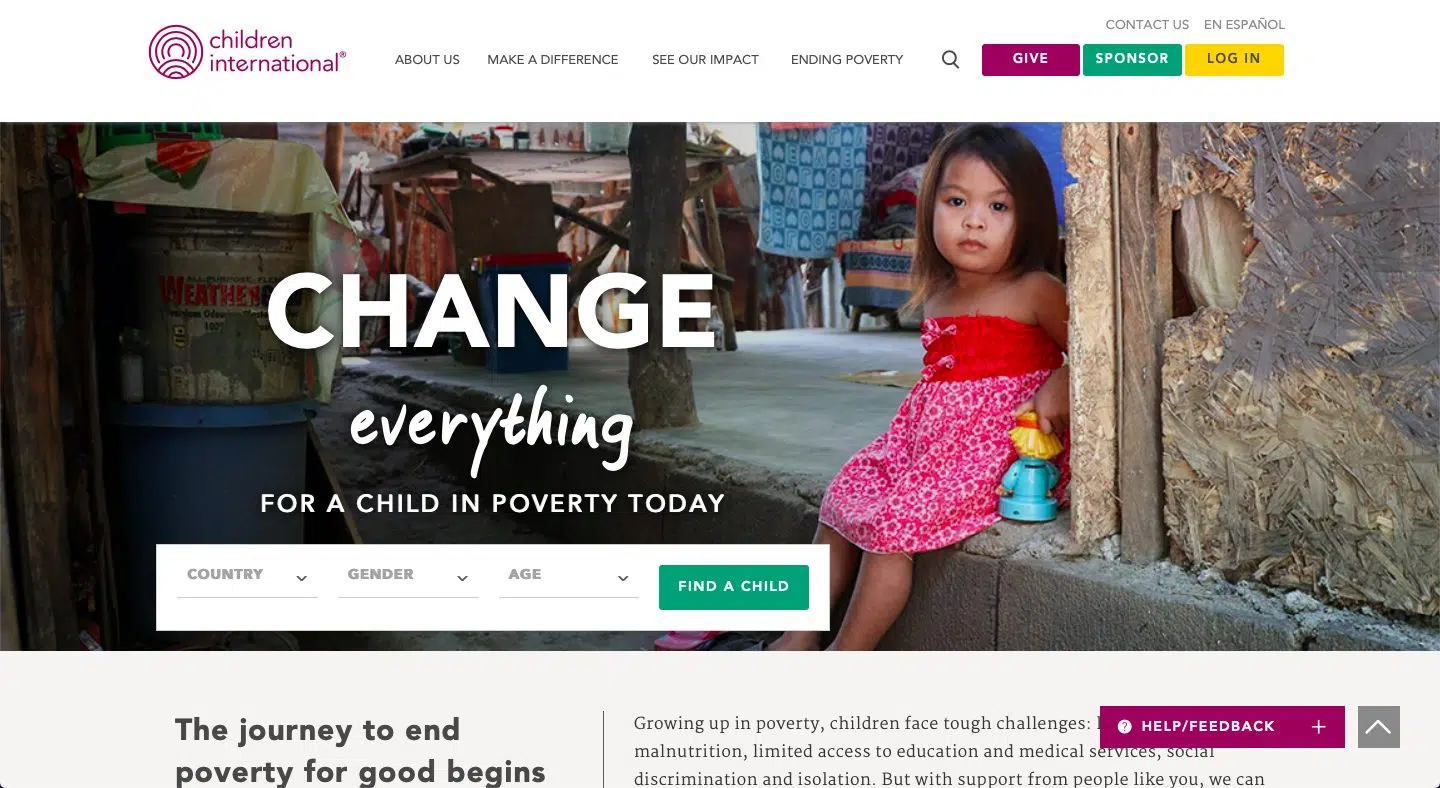 CONTACT US EN ESPAÑOL
children
international®
ABOUT US MAKE A DIFFERENCE SEE OUR IMPACT ENDING POVERTY GIVE SPONSOR LOG IN
WEATHER
CHANGE
everything
FOR A CHILD IN POVERTY TODAY
COUNTRY GENDER AGE FIND A CHILD
The journey to end
poverty for good begins
Growing up in poverty, children face tough challenges:
malnutrition, limited access to education and medical services, social
discrimination and isolation. But with support from people like you, we can
HELP/FEEDBACK +